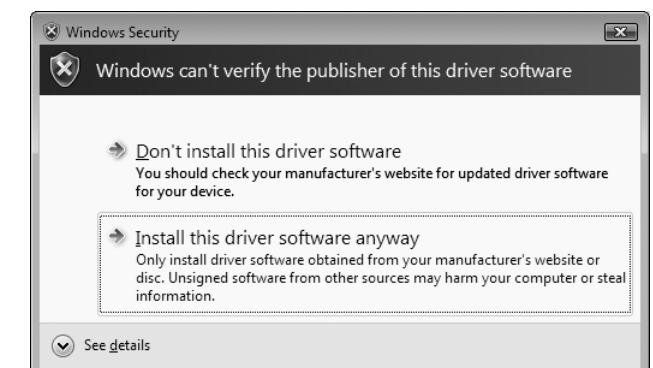 Windows Security
Windows can't verify the publisher of this driver software
Don't install this driver software
You should check your manufacturer's website for updated driver software
for your device.
Install this driver software anyway
Only install driver software obtained from your manufacturer's website or
disc. Unsigned software from other sources may harm your computer or steal
information.
See details